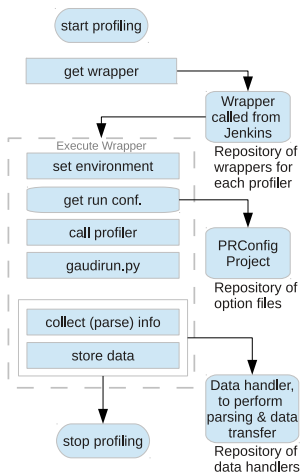 start profiling
get wrapper
Wrapper
called from
Jenkins
Repository of
wrappers for
each profiler
Execute Wrapper
set environment
get run conf.
call profiler
gaudirun.py
PRConfig
Project
Repository of
option files
collect (parse) info
store data
Data handler,
to perform
parsing & data
transfer
Repository of
data handlers
stop profiling